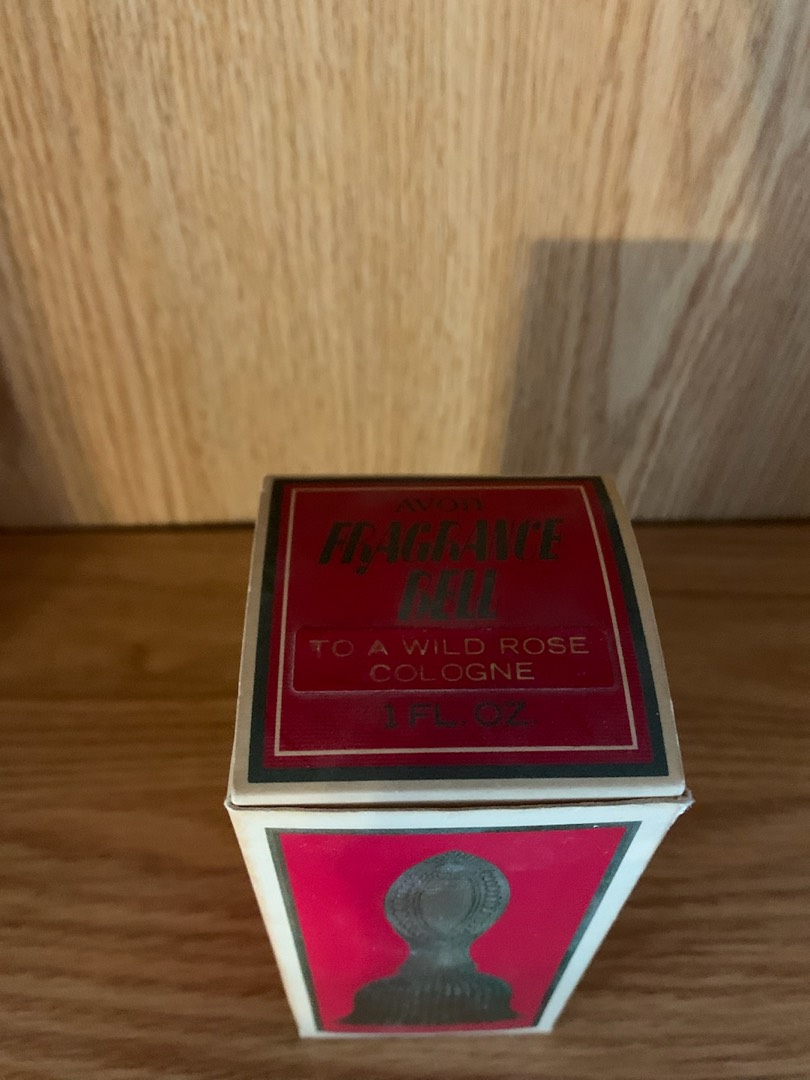 AVON
FRAGRANCE
BELL
TO A WILD ROSE
COLOGNE
1 FL. OZ.